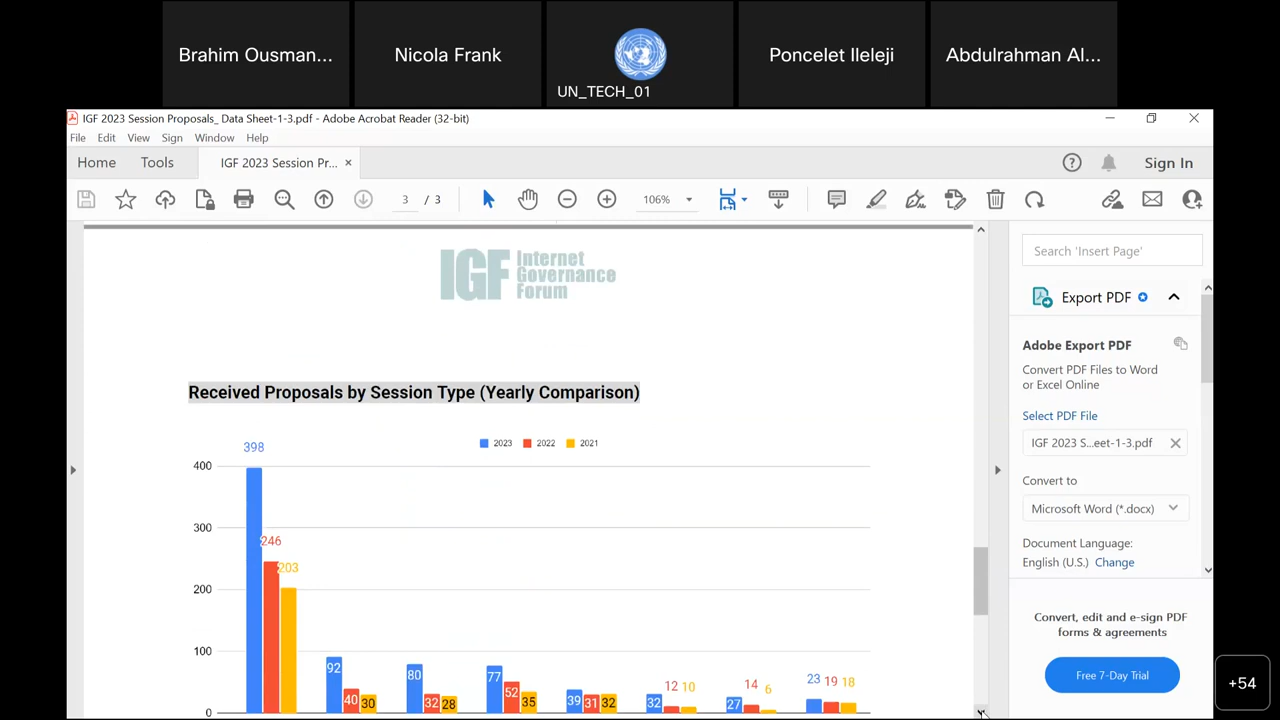 Brahim Ousman...
Nicola Frank
UN_TECH_01
Poncelet Ileleji
Abdulrahman Al...
IGF 2023 Session Proposals_ Data Sheet-1-3.pdf - Adobe Acrobat Reader (32-bit)
File Edit View Sign Window Help
Home Tools IGF 2023 Session Pr... × Sign In
3 / 3 106%
IGF Internet
Governance
Forum
Received Proposals by Session Type (Yearly Comparison)
2023 2022 2021
398
400
300
246
203
200
100
92 40 30
80 32 28
77 52 35
39 31 32
32 12 10
27 14 6
23 19 18
0
Search 'Insert Page'
Export PDF
Adobe Export PDF
Convert PDF Files to Word
or Excel Online
Select PDF File
IGF 2023 S...eet-1-3.pdf
Convert to
Microsoft Word (*.docx)
Document Language:
English (U.S.) Change
Convert, edit and e-sign PDF
forms & agreements
Free 7-Day Trial
+54